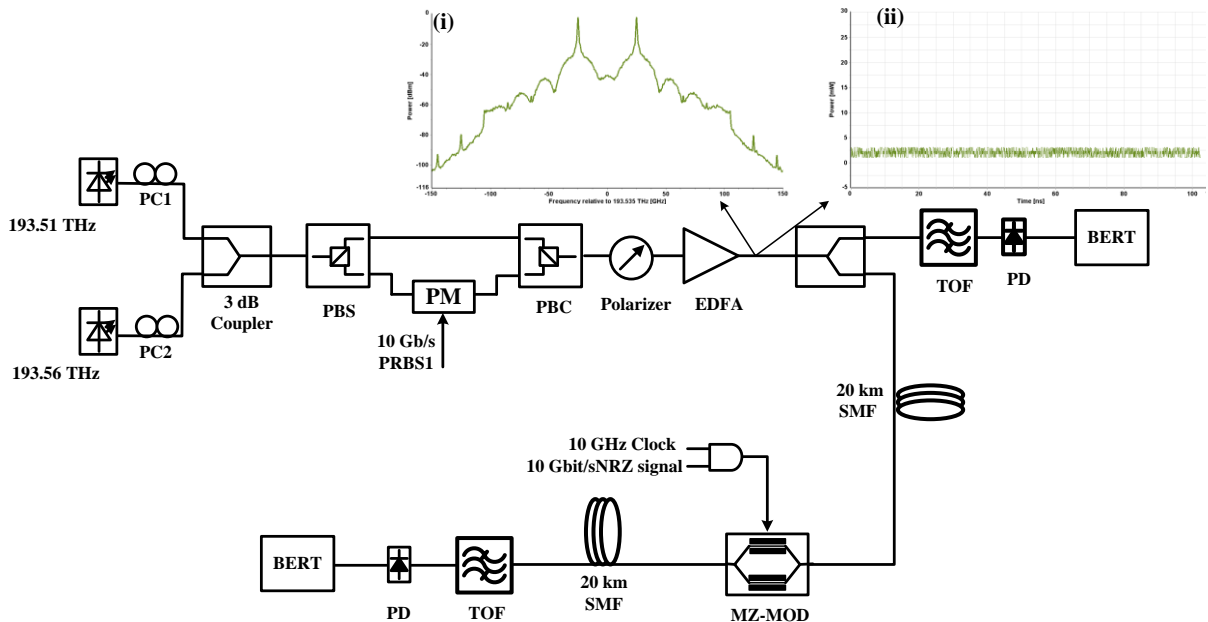 (i)
0
-20
-40
-60
-80
-100
-116
Power [dBm]
-150
-100
-50
0
50
100
150
Frequency relative to 193.535 THz [GHz]
(ii)
30
25
20
15
10
5
0
-5
Power [mW]
0
20
40
60
80
100
Time [ns]
PC1
193.51 THz
PC2
193.56 THz
3 dB
Coupler
PBS
PM
10 Gb/s
PRBS1
PBC
Polarizer
EDFA
TOF
PD
BERT
20 km
SMF
10 GHz Clock
10 Gbit/sNRZ signal
MZ-MOD
20 km
SMF
TOF
PD
BERT